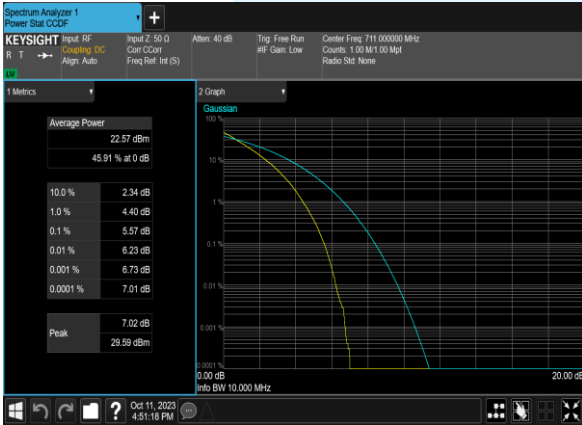 Spectrum Analyzer 1
Power Stat CCDF
+
KEYSIGHT
R T
LXI
Input: RF
Coupling: DC
Align: Auto
Input Z: 50 Ω
Corr CCorr
Freq Ref: Int (S)
Atten: 40 dB
Trig: Free Run
#IF Gain: Low
Center Freq: 711.000000 MHz
Counts: 1.00 M/1.00 Mpt
Radio Std: None
1 Metrics
Average Power
22.57 dBm
45.91 % at 0 dB
10.0 % 2.34 dB
1.0 % 4.40 dB
0.1 % 5.57 dB
0.01 % 6.23 dB
0.001 % 6.73 dB
0.0001 % 7.01 dB
Peak
7.02 dB
29.59 dBm
2 Graph
Gaussian
100 %
10 %
1 %
0.1 %
0.01 %
0.001 %
0.0001 %
0.00 dB
20.00 dB
Info BW 10.000 MHz
?
Oct 11, 2023
4:51:18 PM